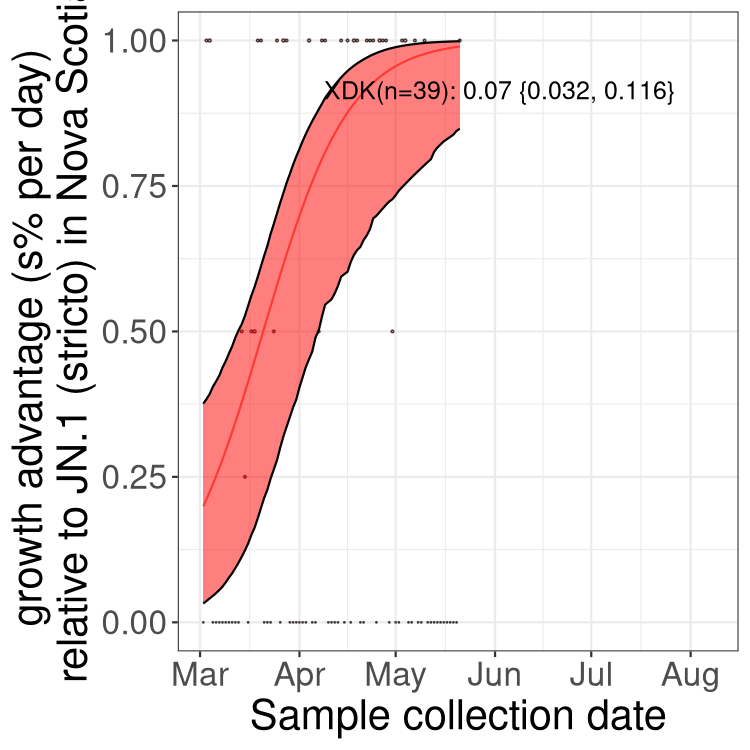 growth advantage (s% per day)
relative to JN.1 (stricto) in Nova Scotia
1.00
0.75
0.50
0.25
0.00
XDK(n=39): 0.07 {0.032, 0.116}
Mar Apr May Jun Jul Aug
Sample collection date